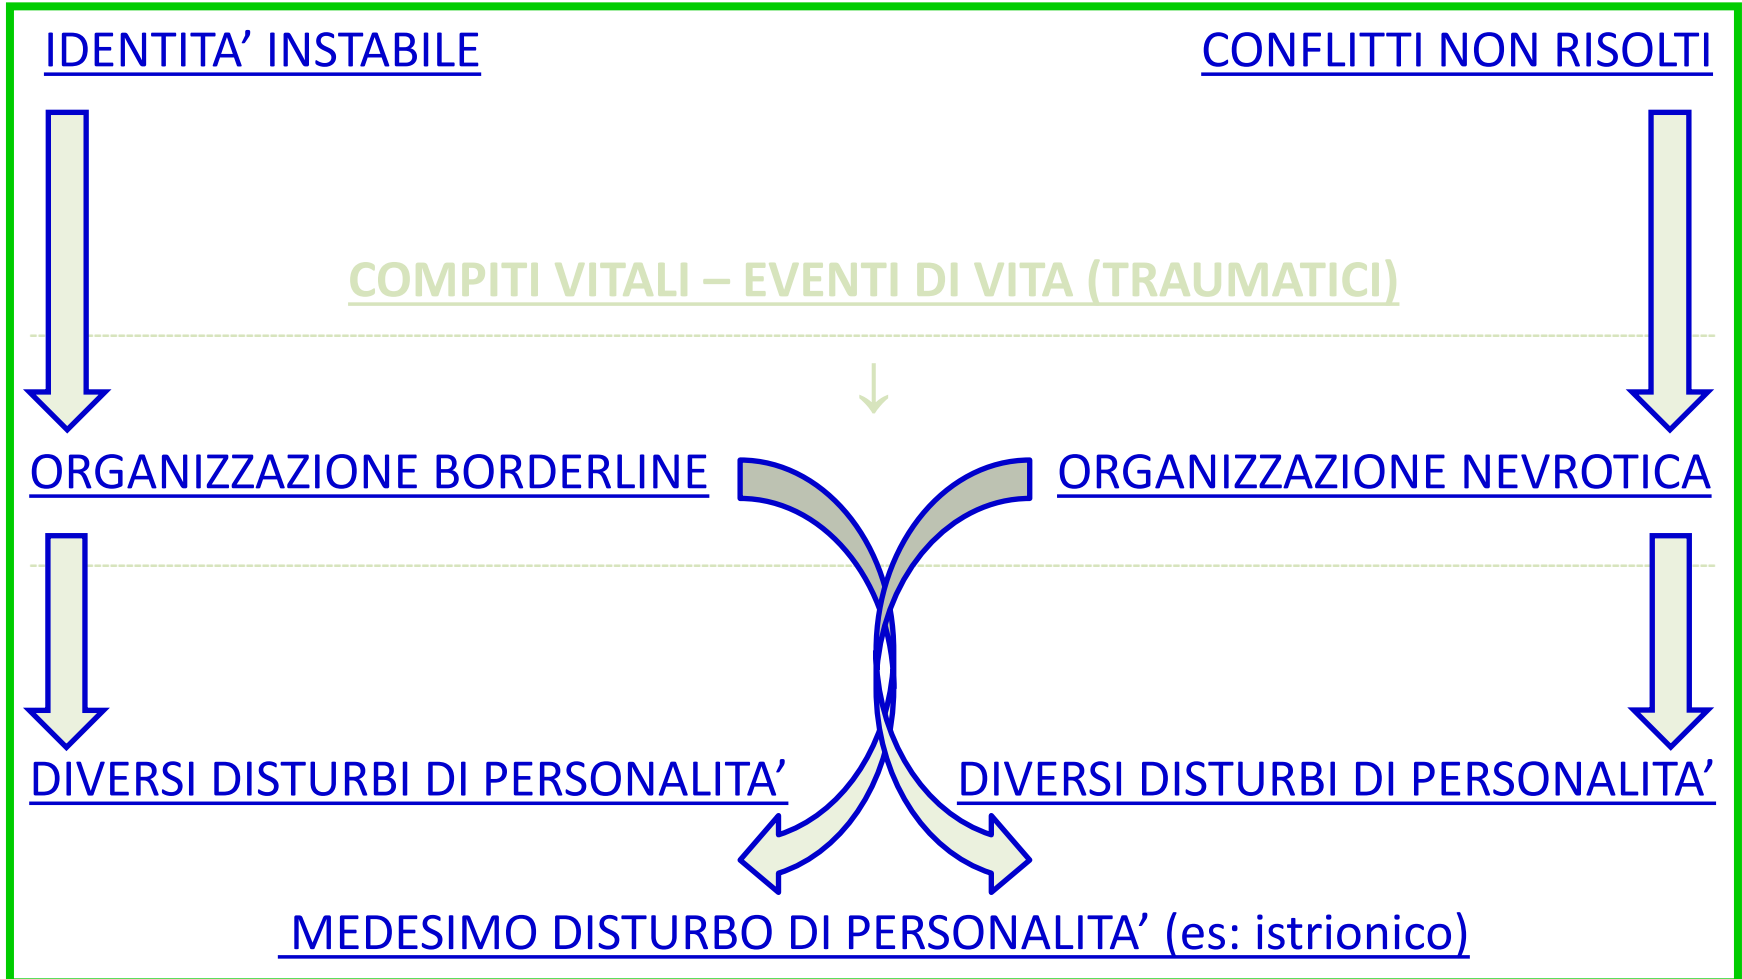 IDENTITA’ INSTABILE
CONFLITTI NON RISOLTI
COMPITI VITALI – EVENTI DI VITA (TRAUMATICI)
↓
ORGANIZZAZIONE BORDERLINE
ORGANIZZAZIONE NEVROTICA
DIVERSI DISTURBI DI PERSONALITA’
DIVERSI DISTURBI DI PERSONALITA’
MEDESIMO DISTURBO DI PERSONALITA’ (es: istrionico)